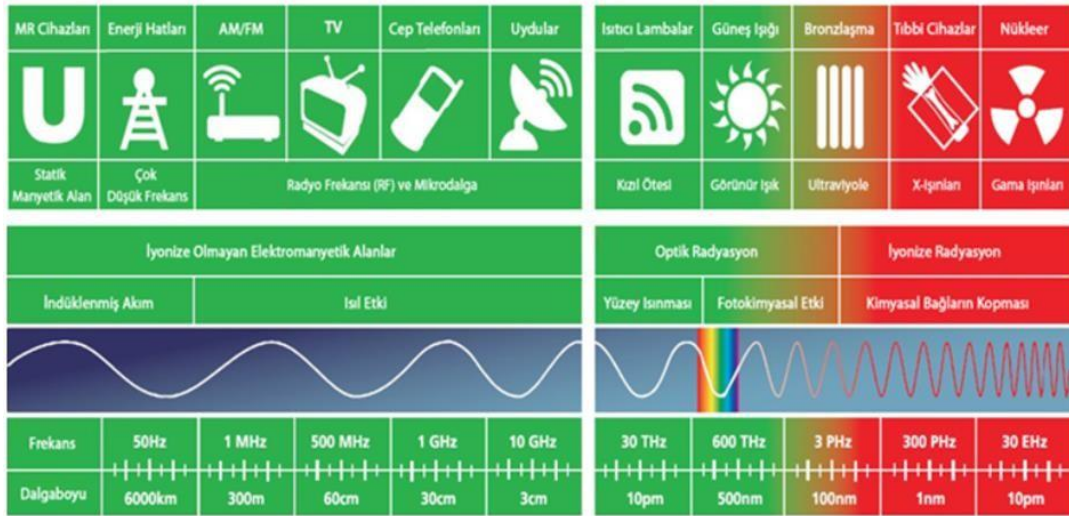 MR Cihazları Enerji Hatları AM/FM TV Cep Telefonları Uydular Isıtıcı Lambalar Güneş Işığı Bronzlaşma Tıbbi Cihazlar Nükleer
Statik Manyetik Alan
Çok Düşük Frekans
Radyo Frekansı (RF) ve Mikrodalga
Kızıl Ötesi Görünür Işık Ultraviyole X-Işınları Gama Işınları
İyonize Olmayan Elektromanyetik Alanlar Optik Radyasyon İyonize Radyasyon
İndüklenmiş Akım Isıl Etki Yüzey Isınması Fotokimyasal Etki Kimyasal Bağların Kopması
Frekans 50Hz 1 MHz 500 MHz 1 GHz 10 GHz 30 THz 600 THz 3 PHz 300 PHz 30 EHz
Dalgaboyu 6000km 300m 60cm 30cm 3cm 10pm 500nm 100nm 1nm 10pm